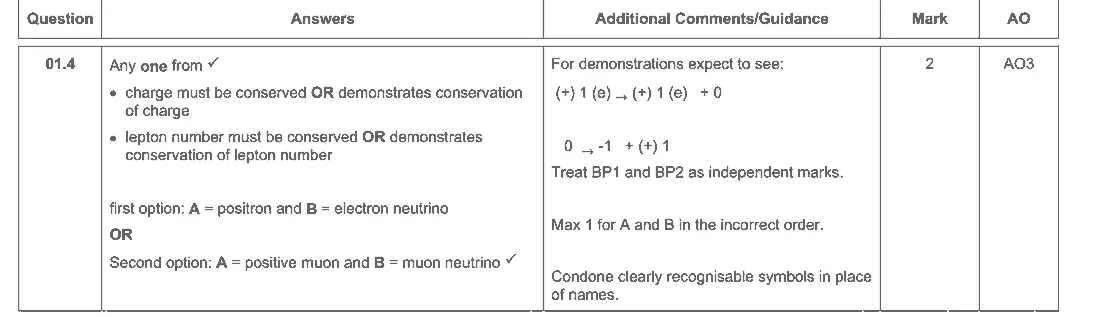 Question Answers Additional Comments/Guidance Mark AO
01.4 Any one from ✓ For demonstrations expect to see: 2 AO3
• charge must be conserved OR demonstrates conservation
of charge
(+) 1 (e) → (+) 1 (e) + 0
• lepton number must be conserved OR demonstrates
conservation of lepton number
0 → -1 + (+) 1
Treat BP1 and BP2 as independent marks.
first option: A = positron and B = electron neutrino
OR
Second option: A = positive muon and B = muon neutrino ✓
Max 1 for A and B in the incorrect order.
Condone clearly recognisable symbols in place
of names.